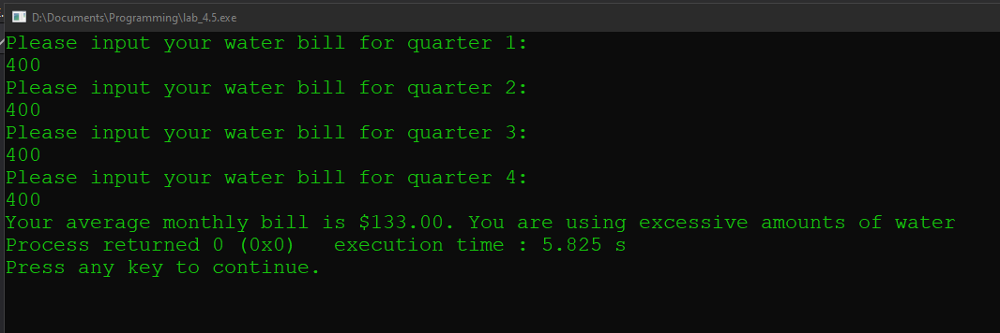 D:\Documents\Programming\lab_4.5.exe
Please input your water bill for quarter 1:
400
Please input your water bill for quarter 2:
400
Please input your water bill for quarter 3:
400
Please input your water bill for quarter 4:
400
Your average monthly bill is $133.00. You are using excessive amounts of water
Process returned 0 (0x0)   execution time : 5.825 s
Press any key to continue.